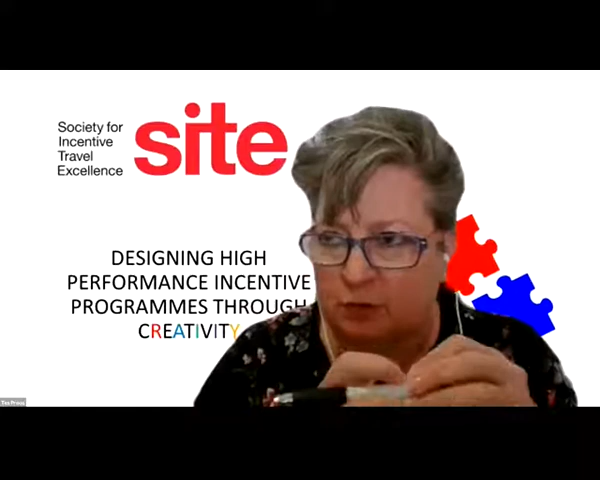 Society for
Incentive
Travel
Excellence
site
DESIGNING HIGH
PERFORMANCE INCENTIVE
PROGRAMMES THROUGH
CREATIVITY